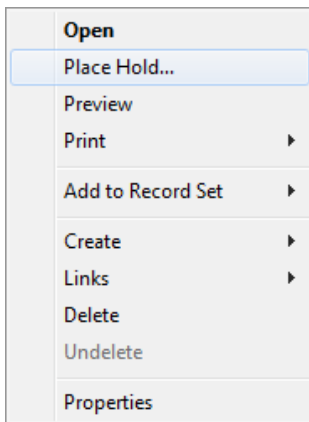 Open
Place Hold...
Preview
Print
Add to Record Set
Create
Links
Delete
Undelete
Properties